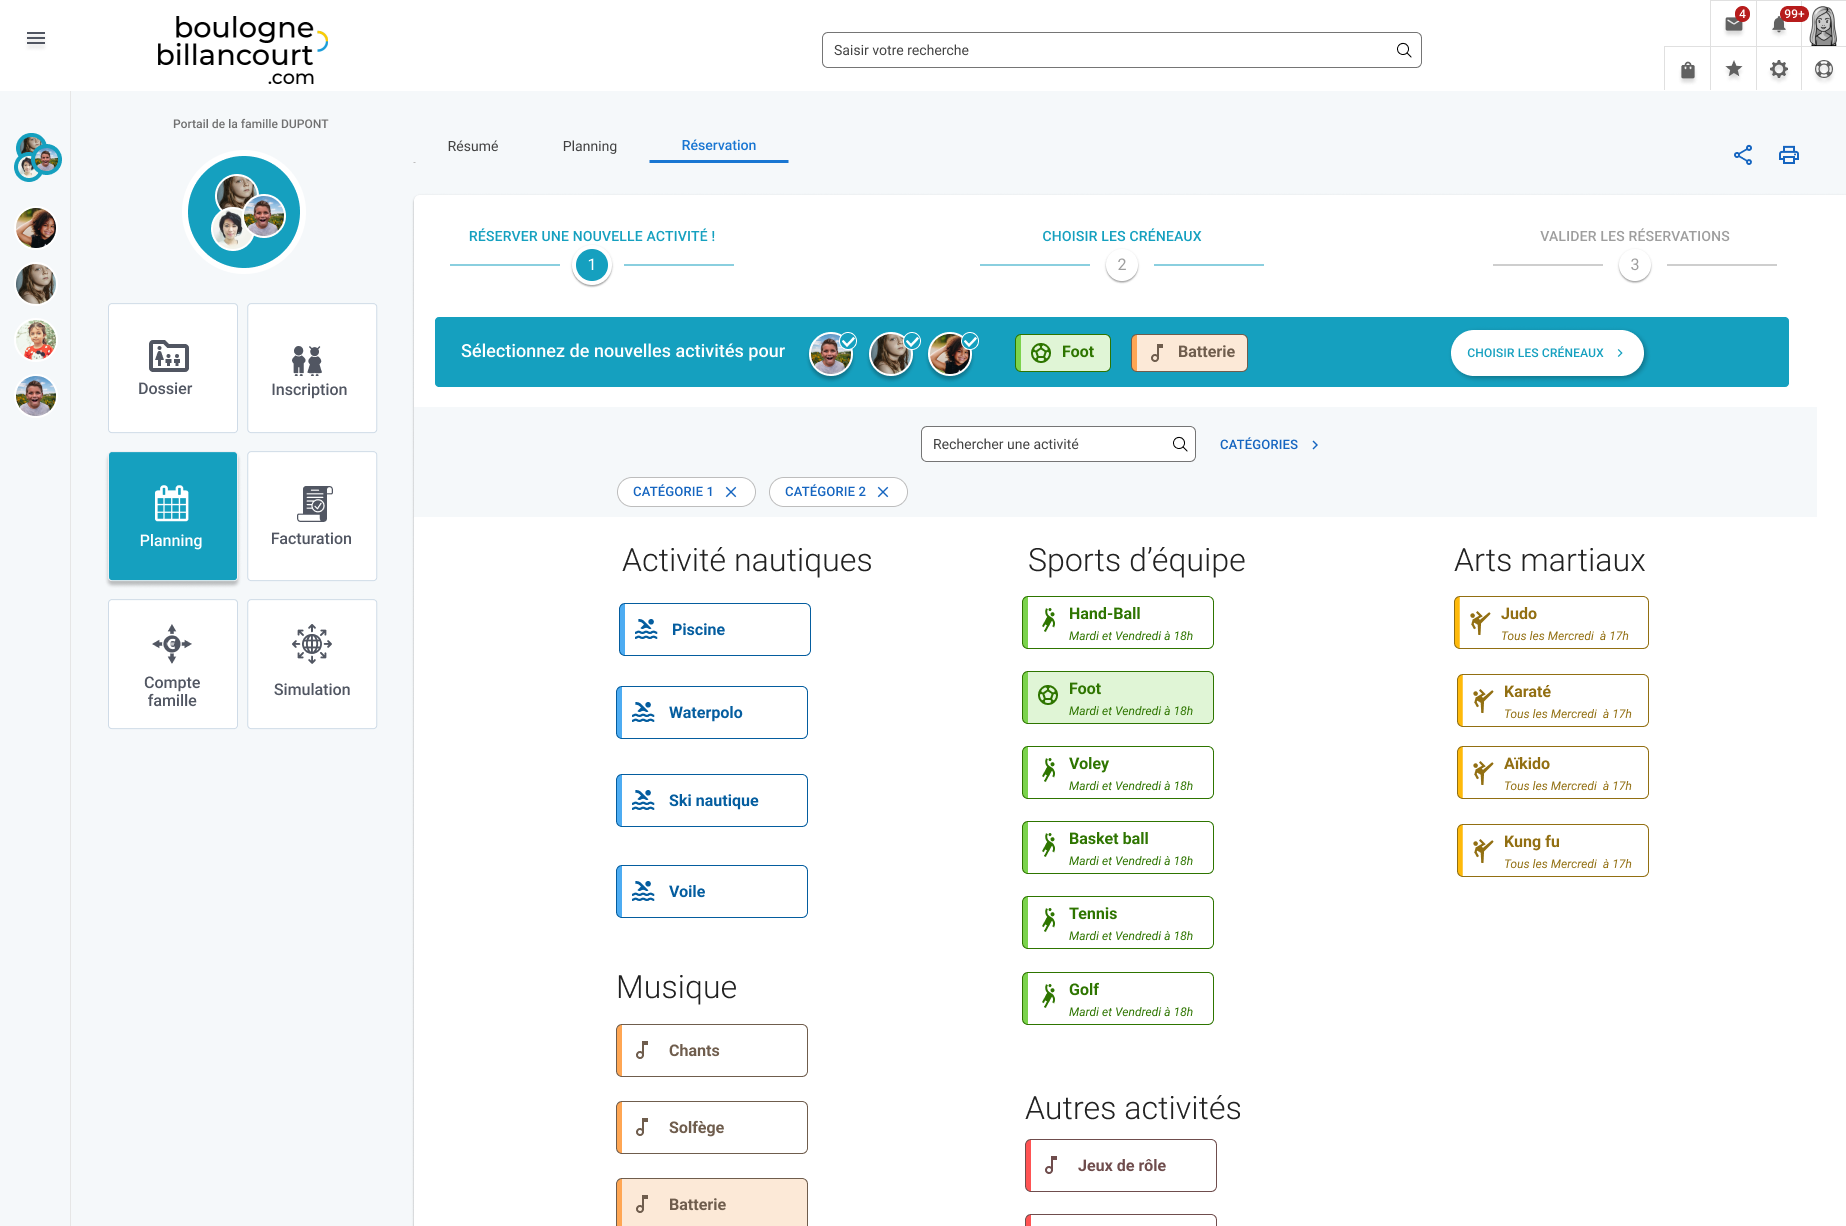 boulogne
billancourt
.com
Saisir votre recherche
4
99+
Portail de la famille DUPONT
Résumé
Planning
Réservation
RÉSERVER UNE NOUVELLE ACTIVITÉ !
1
CHOISIR LES CRÉNEAUX
2
VALIDER LES RÉSERVATIONS
3
Sélectionnez de nouvelles activités pour
Foot
Batterie
CHOISIR LES CRÉNEAUX
Dossier
Inscription
Planning
Facturation
Compte
famille
Simulation
Rechercher une activité
CATÉGORIES
CATÉGORIE 1
CATÉGORIE 2
Activité nautiques
Piscine
Waterpolo
Ski nautique
Voile
Musique
Chants
Solfège
Batterie
Sports d’équipe
Hand-Ball
Mardi et Vendredi à 18h
Foot
Mardi et Vendredi à 18h
Voley
Mardi et Vendredi à 18h
Basket ball
Mardi et Vendredi à 18h
Tennis
Mardi et Vendredi à 18h
Golf
Mardi et Vendredi à 18h
Autres activités
Jeux de rôle
Arts martiaux
Judo
Tous les Mercredi à 17h
Karaté
Tous les Mercredi à 17h
Aïkido
Tous les Mercredi à 17h
Kung fu
Tous les Mercredi à 17h